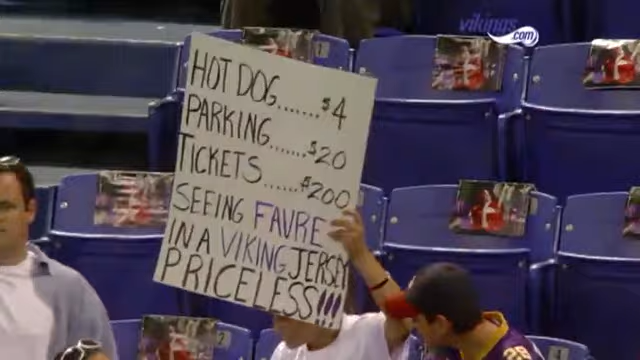 vikings
.com
HOT DOG......$4
PARKING......$20
TICKETS......$200
SEEING FAVRE
IN A VIKING JERSEY
PRICELESS!!!